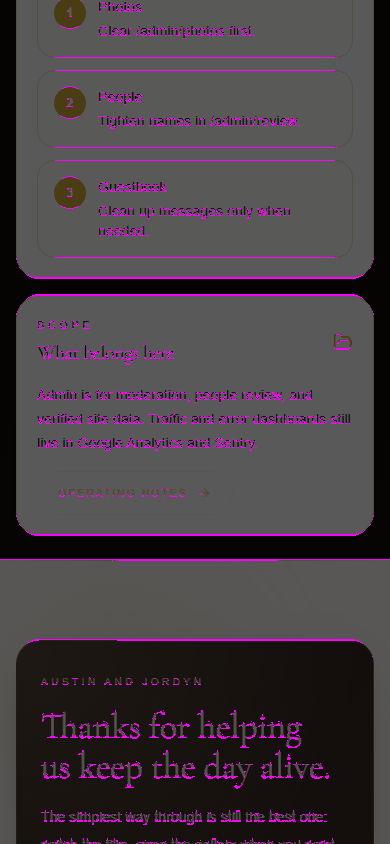 1
Photos
Clear /admin/photos first.
2
People
Tighten names in /admin/review.
3
Guestbook
Clean up messages only when
needed.
SCOPE
What belongs here
Admin is for moderation, people review, and
verified site data. Traffic and error dashboards still
live in Google Analytics and Sentry.
OPERATING NOTES →
AUSTIN AND JORDYN
Thanks for helping
us keep the day alive.
The simplest way through is still the best one: